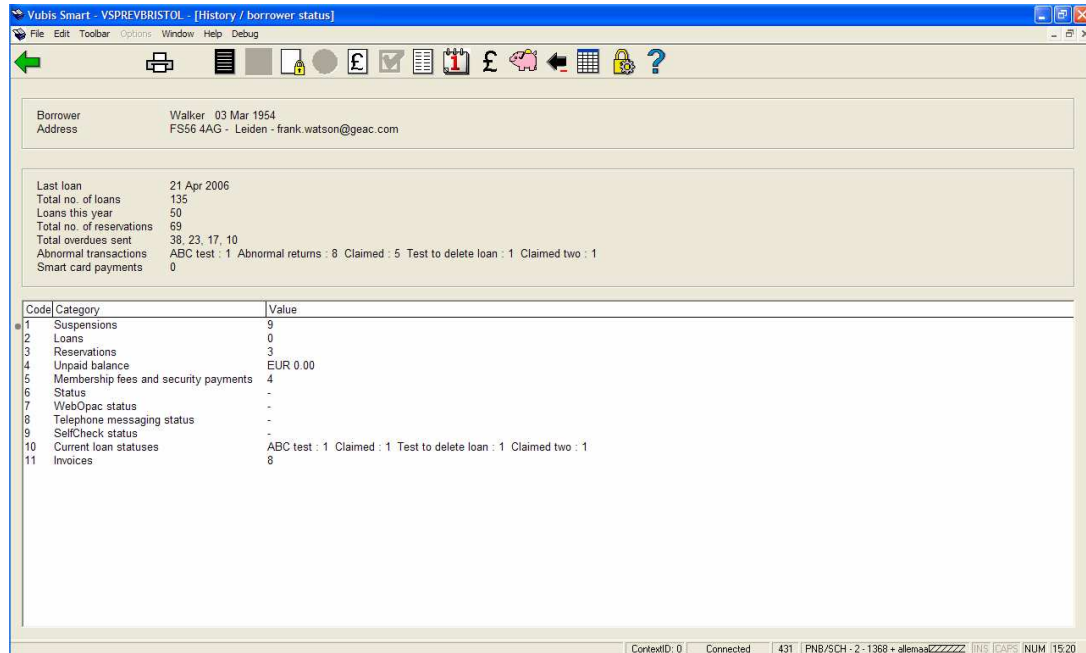 Vubis Smart - VSPREVBRISTOL - [History / borrower status]
File Edit Toolbar Options Window Help Debug
£ 1 £ ?
Borrower Walker 03 Mar 1954
Address FS56 4AG - Leiden - frank.watson@geac.com
Last loan 21 Apr 2006
Total no. of loans 135
Loans this year 50
Total no. of reservations 69
Total overdues sent 38, 23, 17, 10
Abnormal transactions ABC test : 1 Abnormal returns : 8 Claimed : 5 Test to delete loan : 1 Claimed two : 1
Smart card payments 0
Code Category Value
1 Suspensions 9
2 Loans 0
3 Reservations 3
4 Unpaid balance EUR 0.00
5 Membership fees and security payments 4
6 Status -
7 WebOpac status -
8 Telephone messaging status -
9 SelfCheck status -
10 Current loan statuses ABC test : 1 Claimed : 1 Test to delete loan : 1 Claimed two : 1
11 Invoices 8
ContextID: 0 Connected 431 PNB/SCH - 2 - 1368 + allemaal INS CAPS NUM 15:20